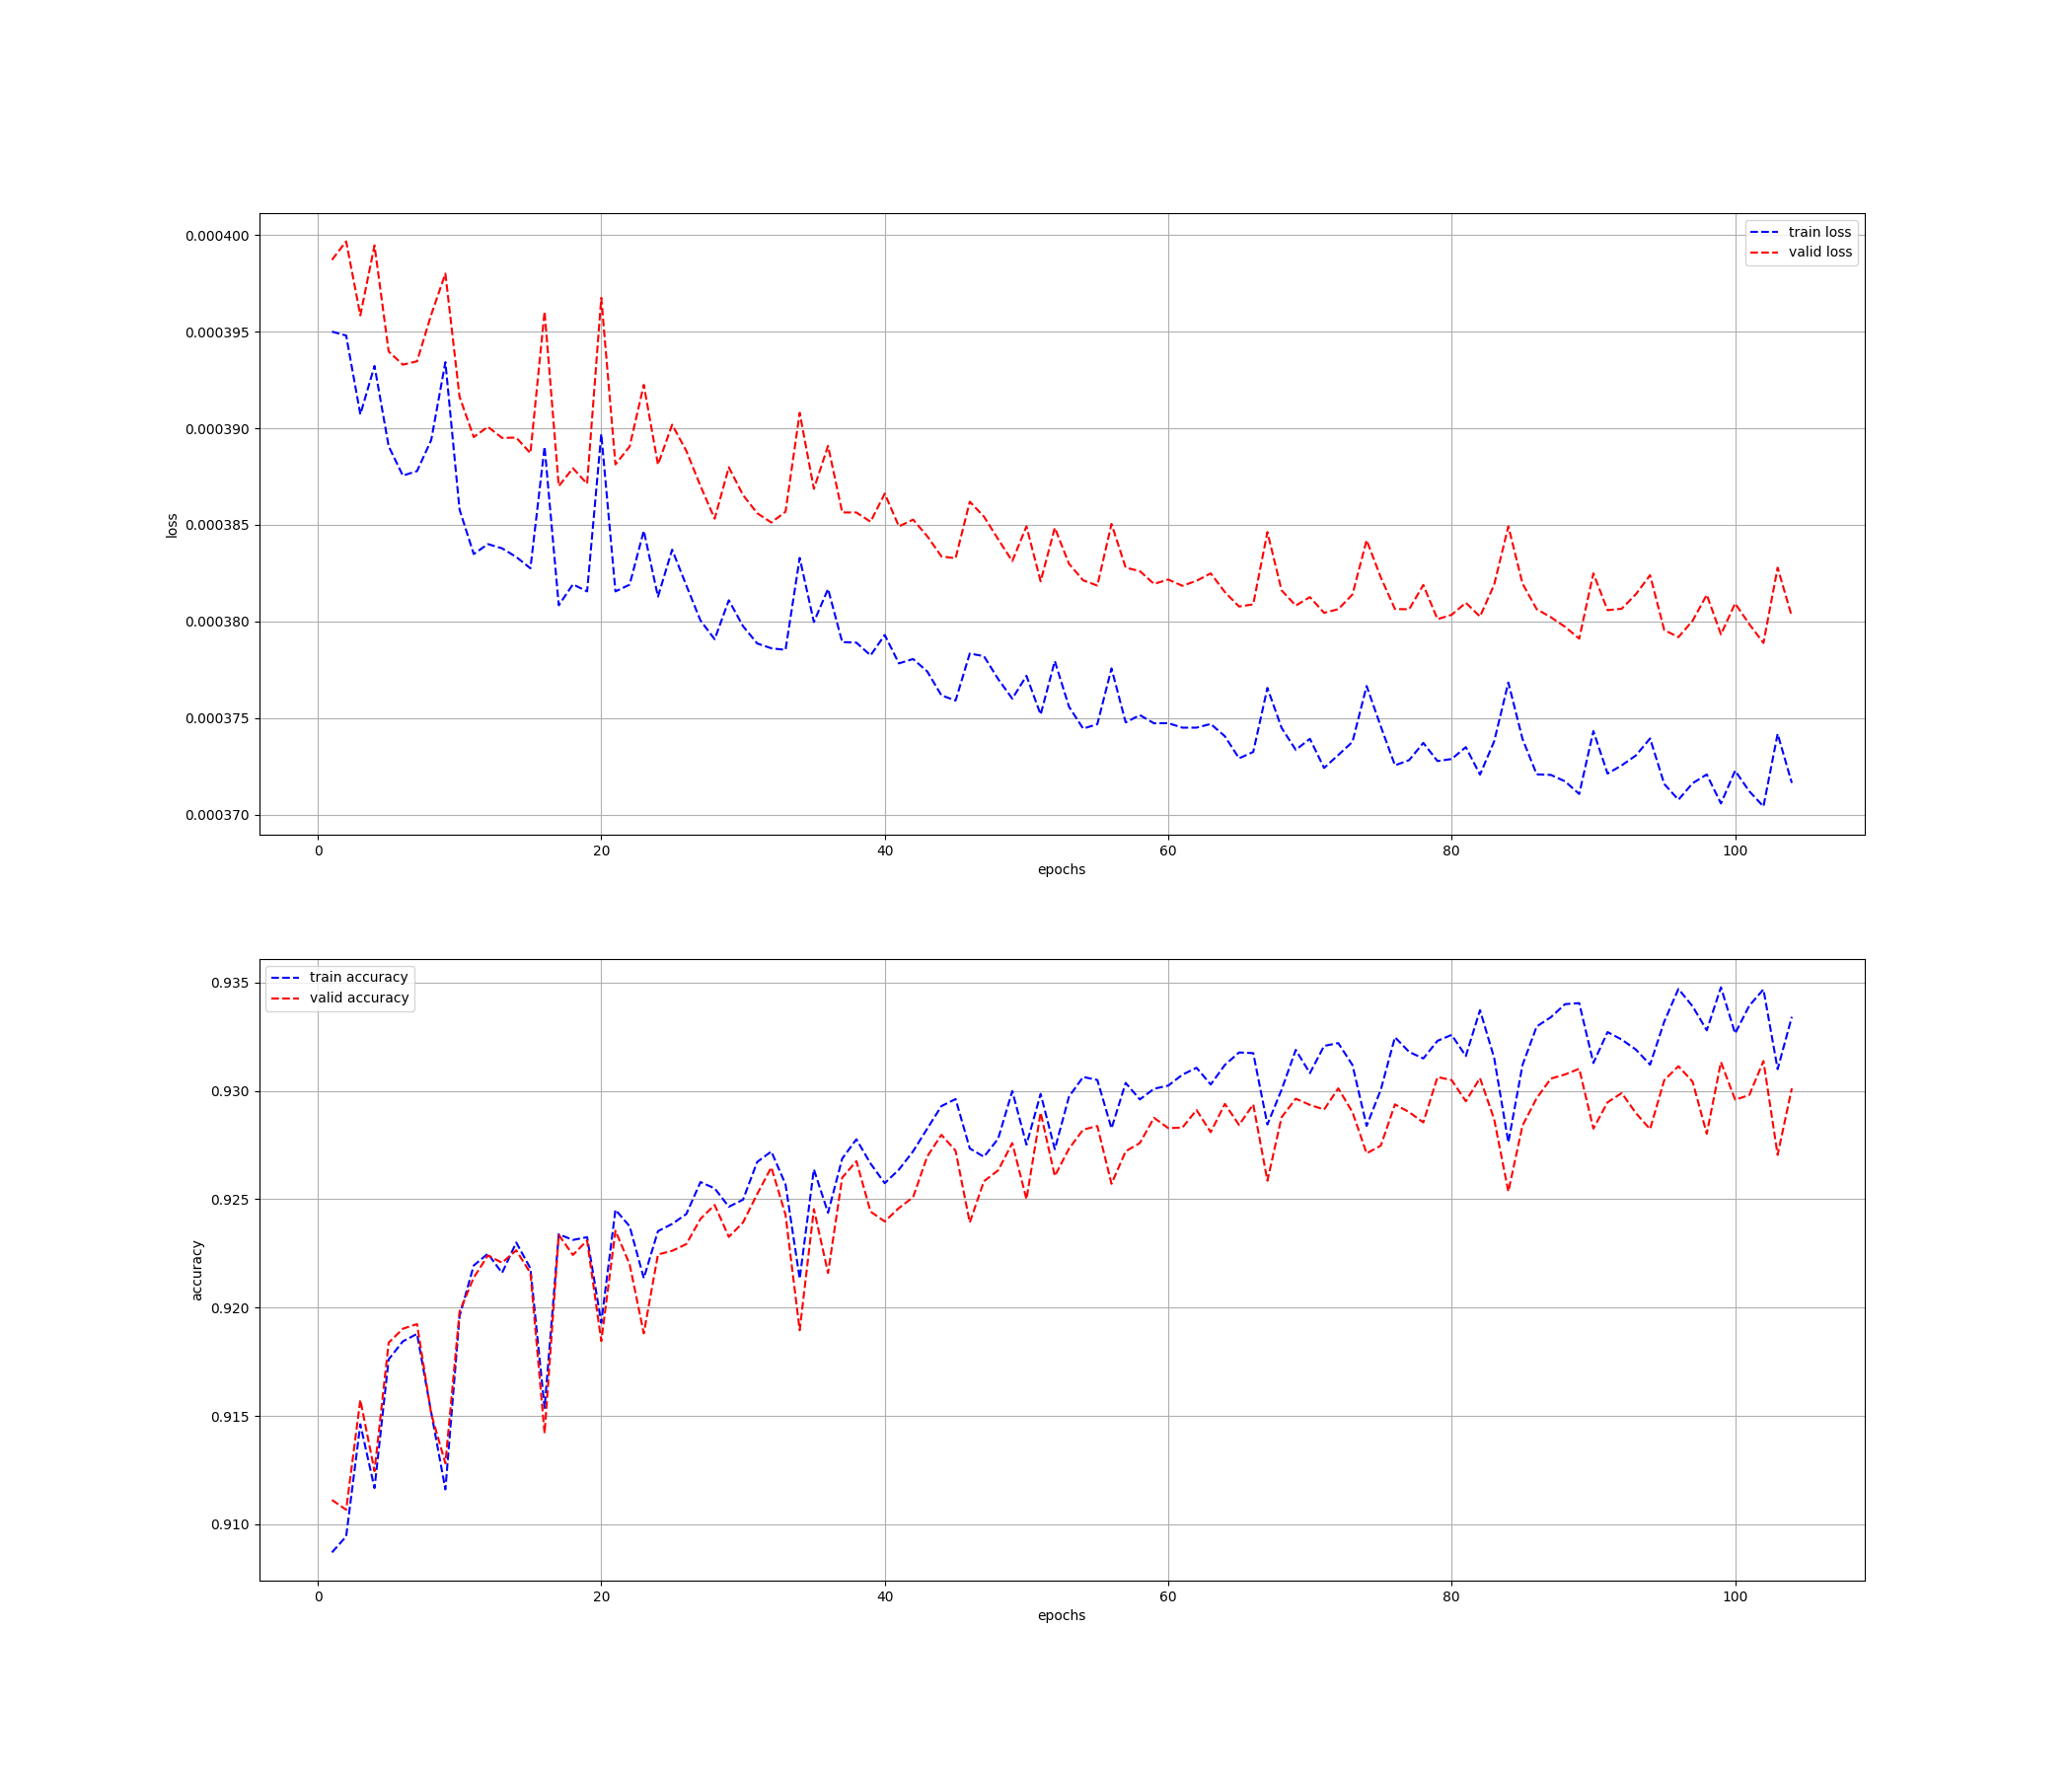 0.000400
0.000395
0.000390
0.000385
0.000380
0.000375
0.000370
loss
train loss
valid loss
0 20 40 60 80 100
epochs
train accuracy
valid accuracy
0.935
0.930
0.925
0.920
0.915
0.910
accuracy
0 20 40 60 80 100
epochs